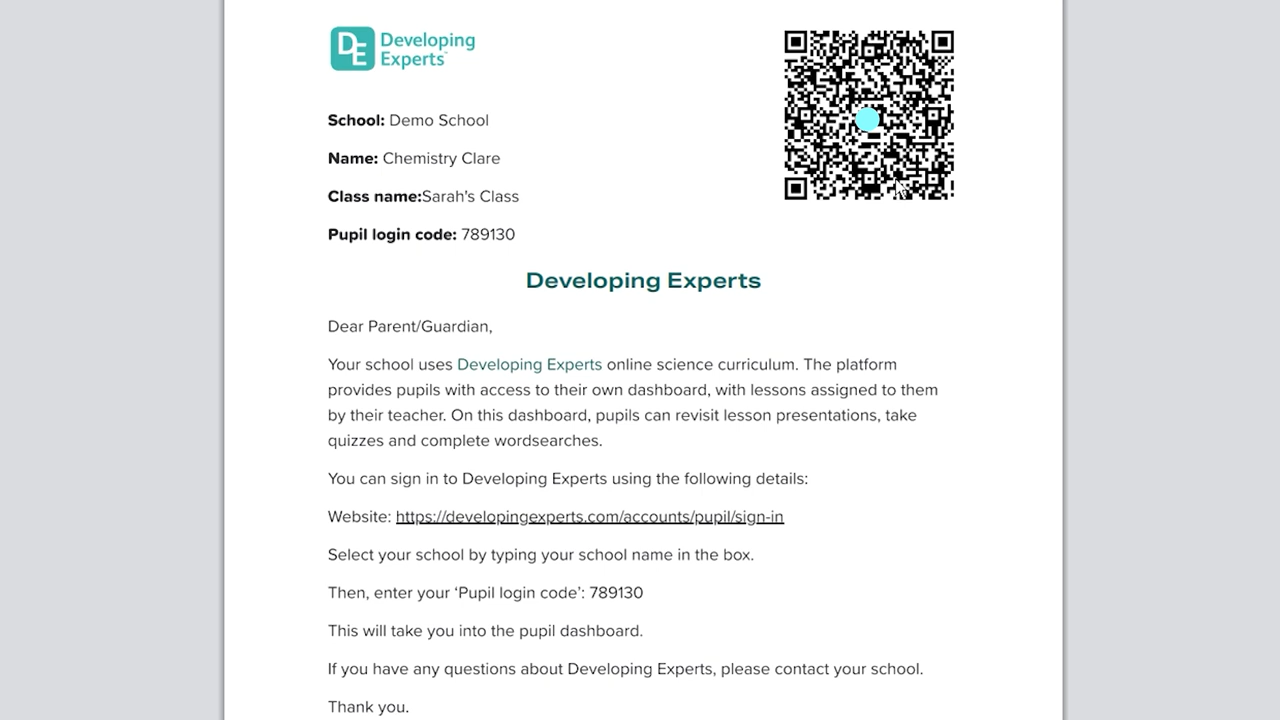 DE Developing
Experts™
School: Demo School
Name: Chemistry Clare
Class name:Sarah's Class
Pupil login code: 789130
Developing Experts
Dear Parent/Guardian,
Your school uses Developing Experts online science curriculum. The platform
provides pupils with access to their own dashboard, with lessons assigned to them
by their teacher. On this dashboard, pupils can revisit lesson presentations, take
quizzes and complete wordsearches.
You can sign in to Developing Experts using the following details:
Website: https://developingexperts.com/accounts/pupil/sign-in
Select your school by typing your school name in the box.
Then, enter your ‘Pupil login code’: 789130
This will take you into the pupil dashboard.
If you have any questions about Developing Experts, please contact your school.
Thank you.